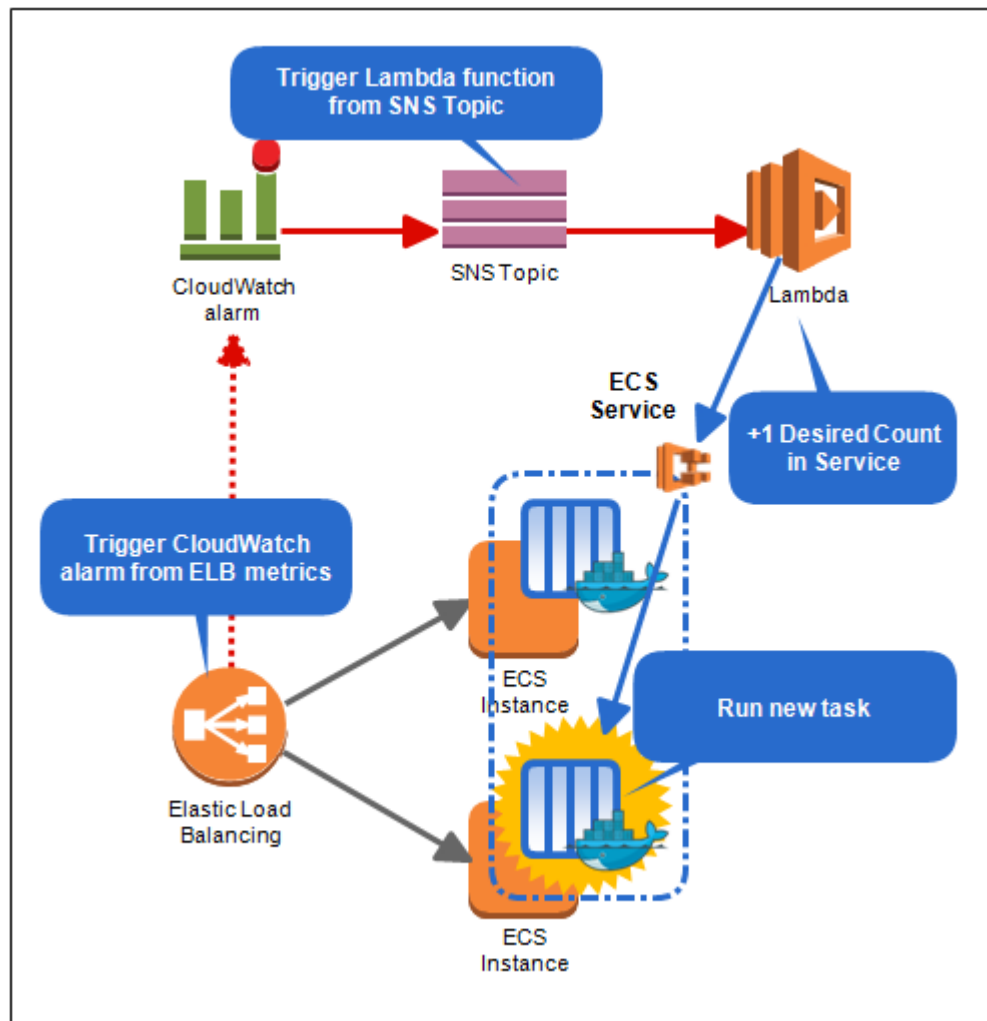 Trigger Lambda function
from SNS Topic
CloudWatch
alarm
SNS Topic
Lambda
ECS
Service
+1 Desired Count
in Service
Trigger CloudWatch
alarm from ELB metrics
ECS
Instance
Run new task
Elastic Load
Balancing
ECS
Instance